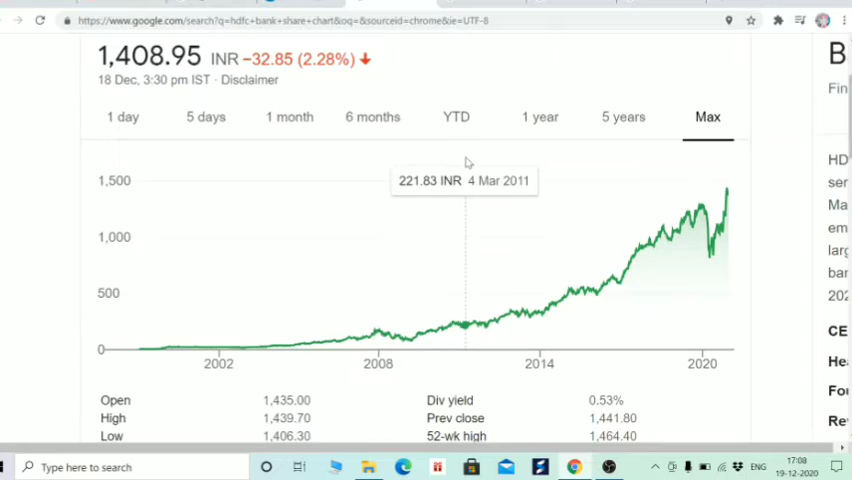 https://www.google.com/search?q=hdfc+bank+share+chart&oq=&sourceid=chrome&ie=UTF-8
1,408.95 INR −32.85 (2.28%)
18 Dec, 3:30 pm IST · Disclaimer
1 day 5 days 1 month 6 months YTD 1 year 5 years Max
221.83 INR 4 Mar 2011
1,500
1,000
500
0
2002 2008 2014 2020
Open 1,435.00 Div yield 0.53%
High 1,439.70 Prev close 1,441.80
Low 1,406.30 52-wk high 1,464.40
B
Fin
HD
ser
Ma
em
larg
ban
202
CE
Hea
Fou
Rev
Type here to search
ENG
17:08
19-12-2020